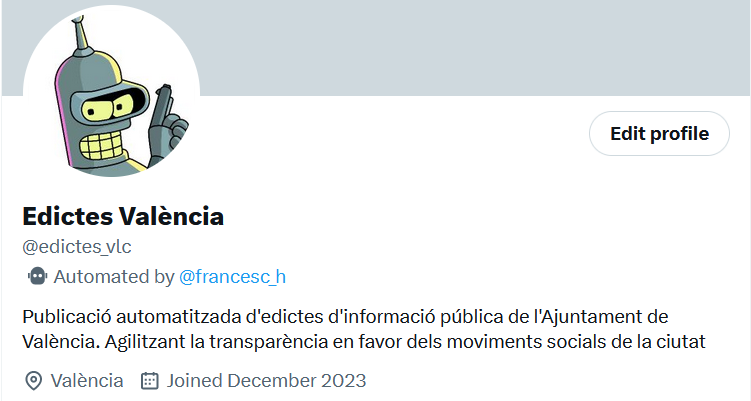 Edit profile
Edictes València
@edictes_vlc
Automated by @francesc_h
Publicació automatitzada d'edictes d'informació pública de l'Ajuntament de
València. Agilitzant la transparència en favor dels moviments socials de la ciutat
València Joined December 2023